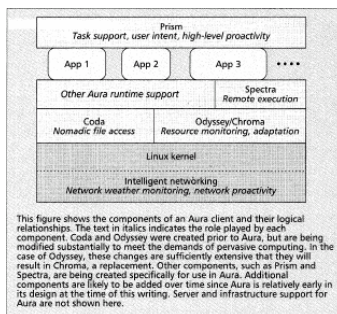 Prism
Task support, user intent, high-level proactivity
App 1 App 2 App 3
Other Aura runtime support
Spectra
Remote execution
Coda
Nomadic file access
Odyssey/Chroma
Resource monitoring, adaptation
Linux kernel
Intelligent networking
Network weather monitoring, network proactivity
This figure shows the components of an Aura client and their logical
relationships. The text in italics indicates the role played by each
component. Coda and Odyssey were created prior to Aura, but are being
modified substantially to meet the demands of pervasive computing. In the
case of Odyssey, these changes are sufficiently extensive that they will
result in Chroma, a replacement. Other components, such as Prism and
Spectra, are being created specifically for use in Aura. Additional
components are likely to be added over time since Aura is relatively early in
its design at the time of this writing. Server and infrastructure support for
Aura are not shown here.